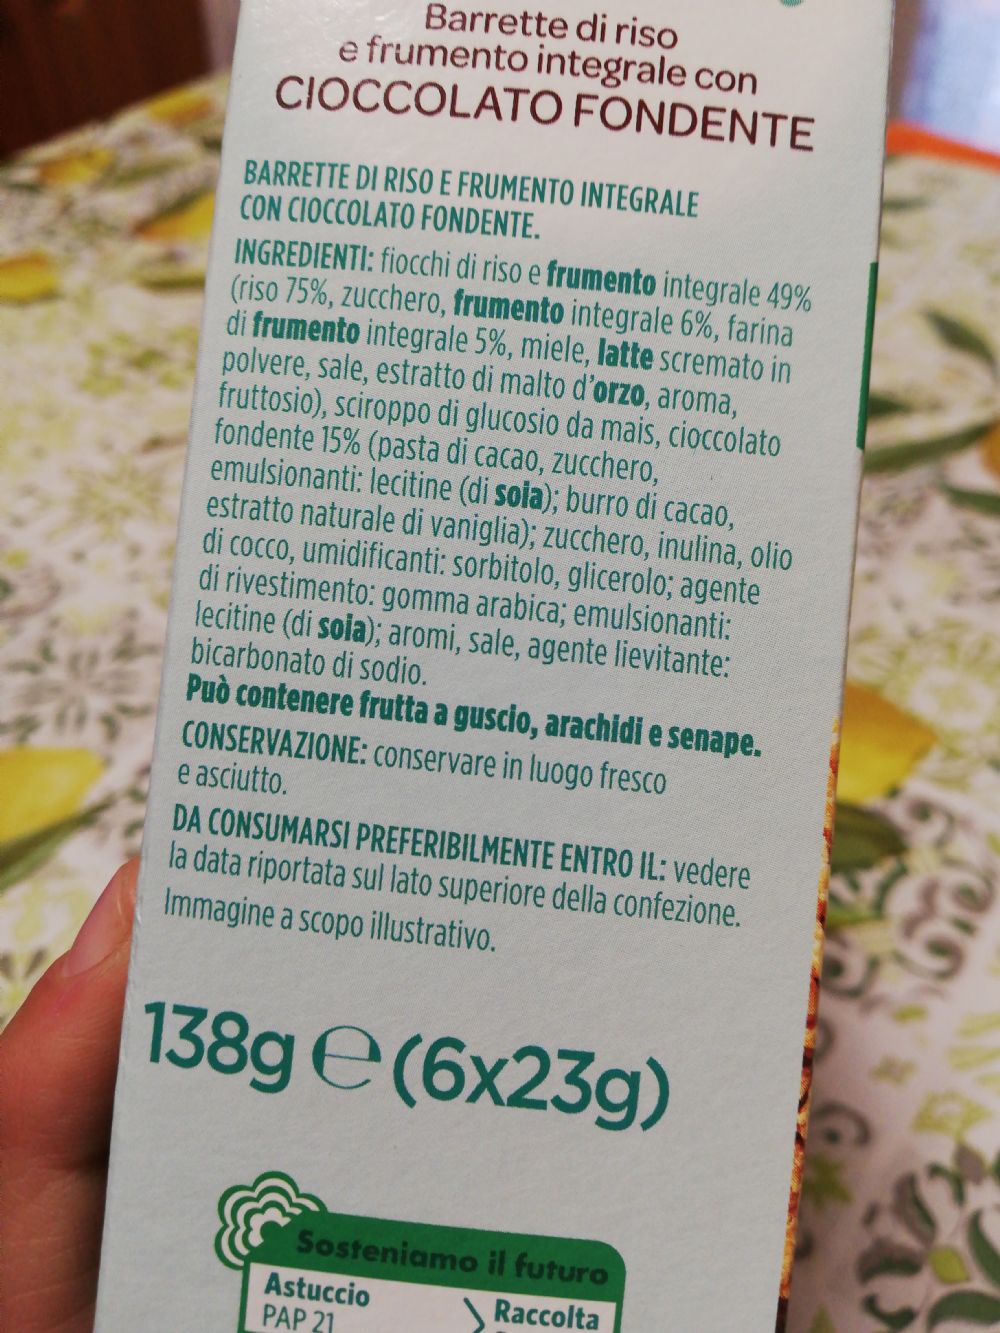 Barrette di riso
e frumento integrale con
CIOCCOLATO FONDENTE
BARRETTE DI RISO E FRUMENTO INTEGRALE
CON CIOCCOLATO FONDENTE.
INGREDIENTI: fiocchi di riso e frumento integrale 49%
(riso 75%, zucchero, frumento integrale 6%, farina
di frumento integrale 5%, miele, latte scremato in
polvere, sale, estratto di malto d'orzo, aroma,
fruttosio), sciroppo di glucosio da mais, cioccolato
fondente 15% (pasta di cacao, zucchero,
emulsionanti: lecitine (di soia); burro di cacao,
estratto naturale di vaniglia); zucchero, inulina, olio
di cocco, umidificanti: sorbitolo, glicerolo; agente
di rivestimento: gomma arabica; emulsionanti:
lecitine (di soia); aromi, sale, agente lievitante:
bicarbonato di sodio.
Può contenere frutta a guscio, arachidi e senape.
CONSERVAZIONE: conservare in luogo fresco
e asciutto.
DA CONSUMARSI PREFERIBILMENTE ENTRO IL: vedere
la data riportata sul lato superiore della confezione.
Immagine a scopo illustrativo.
138g e (6x23g)
Sosteniamo il futuro
Astuccio
PAP 21
Raccolta